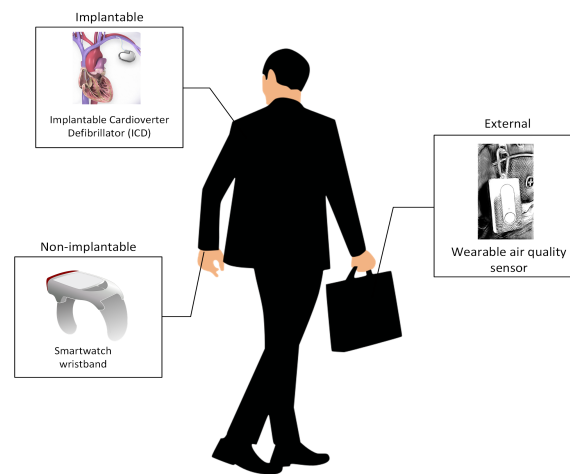 Implantable
Implantable Cardioverter
Defibrillator (ICD)
External
Wearable air quality
sensor
Non-implantable
Smartwatch
wristband